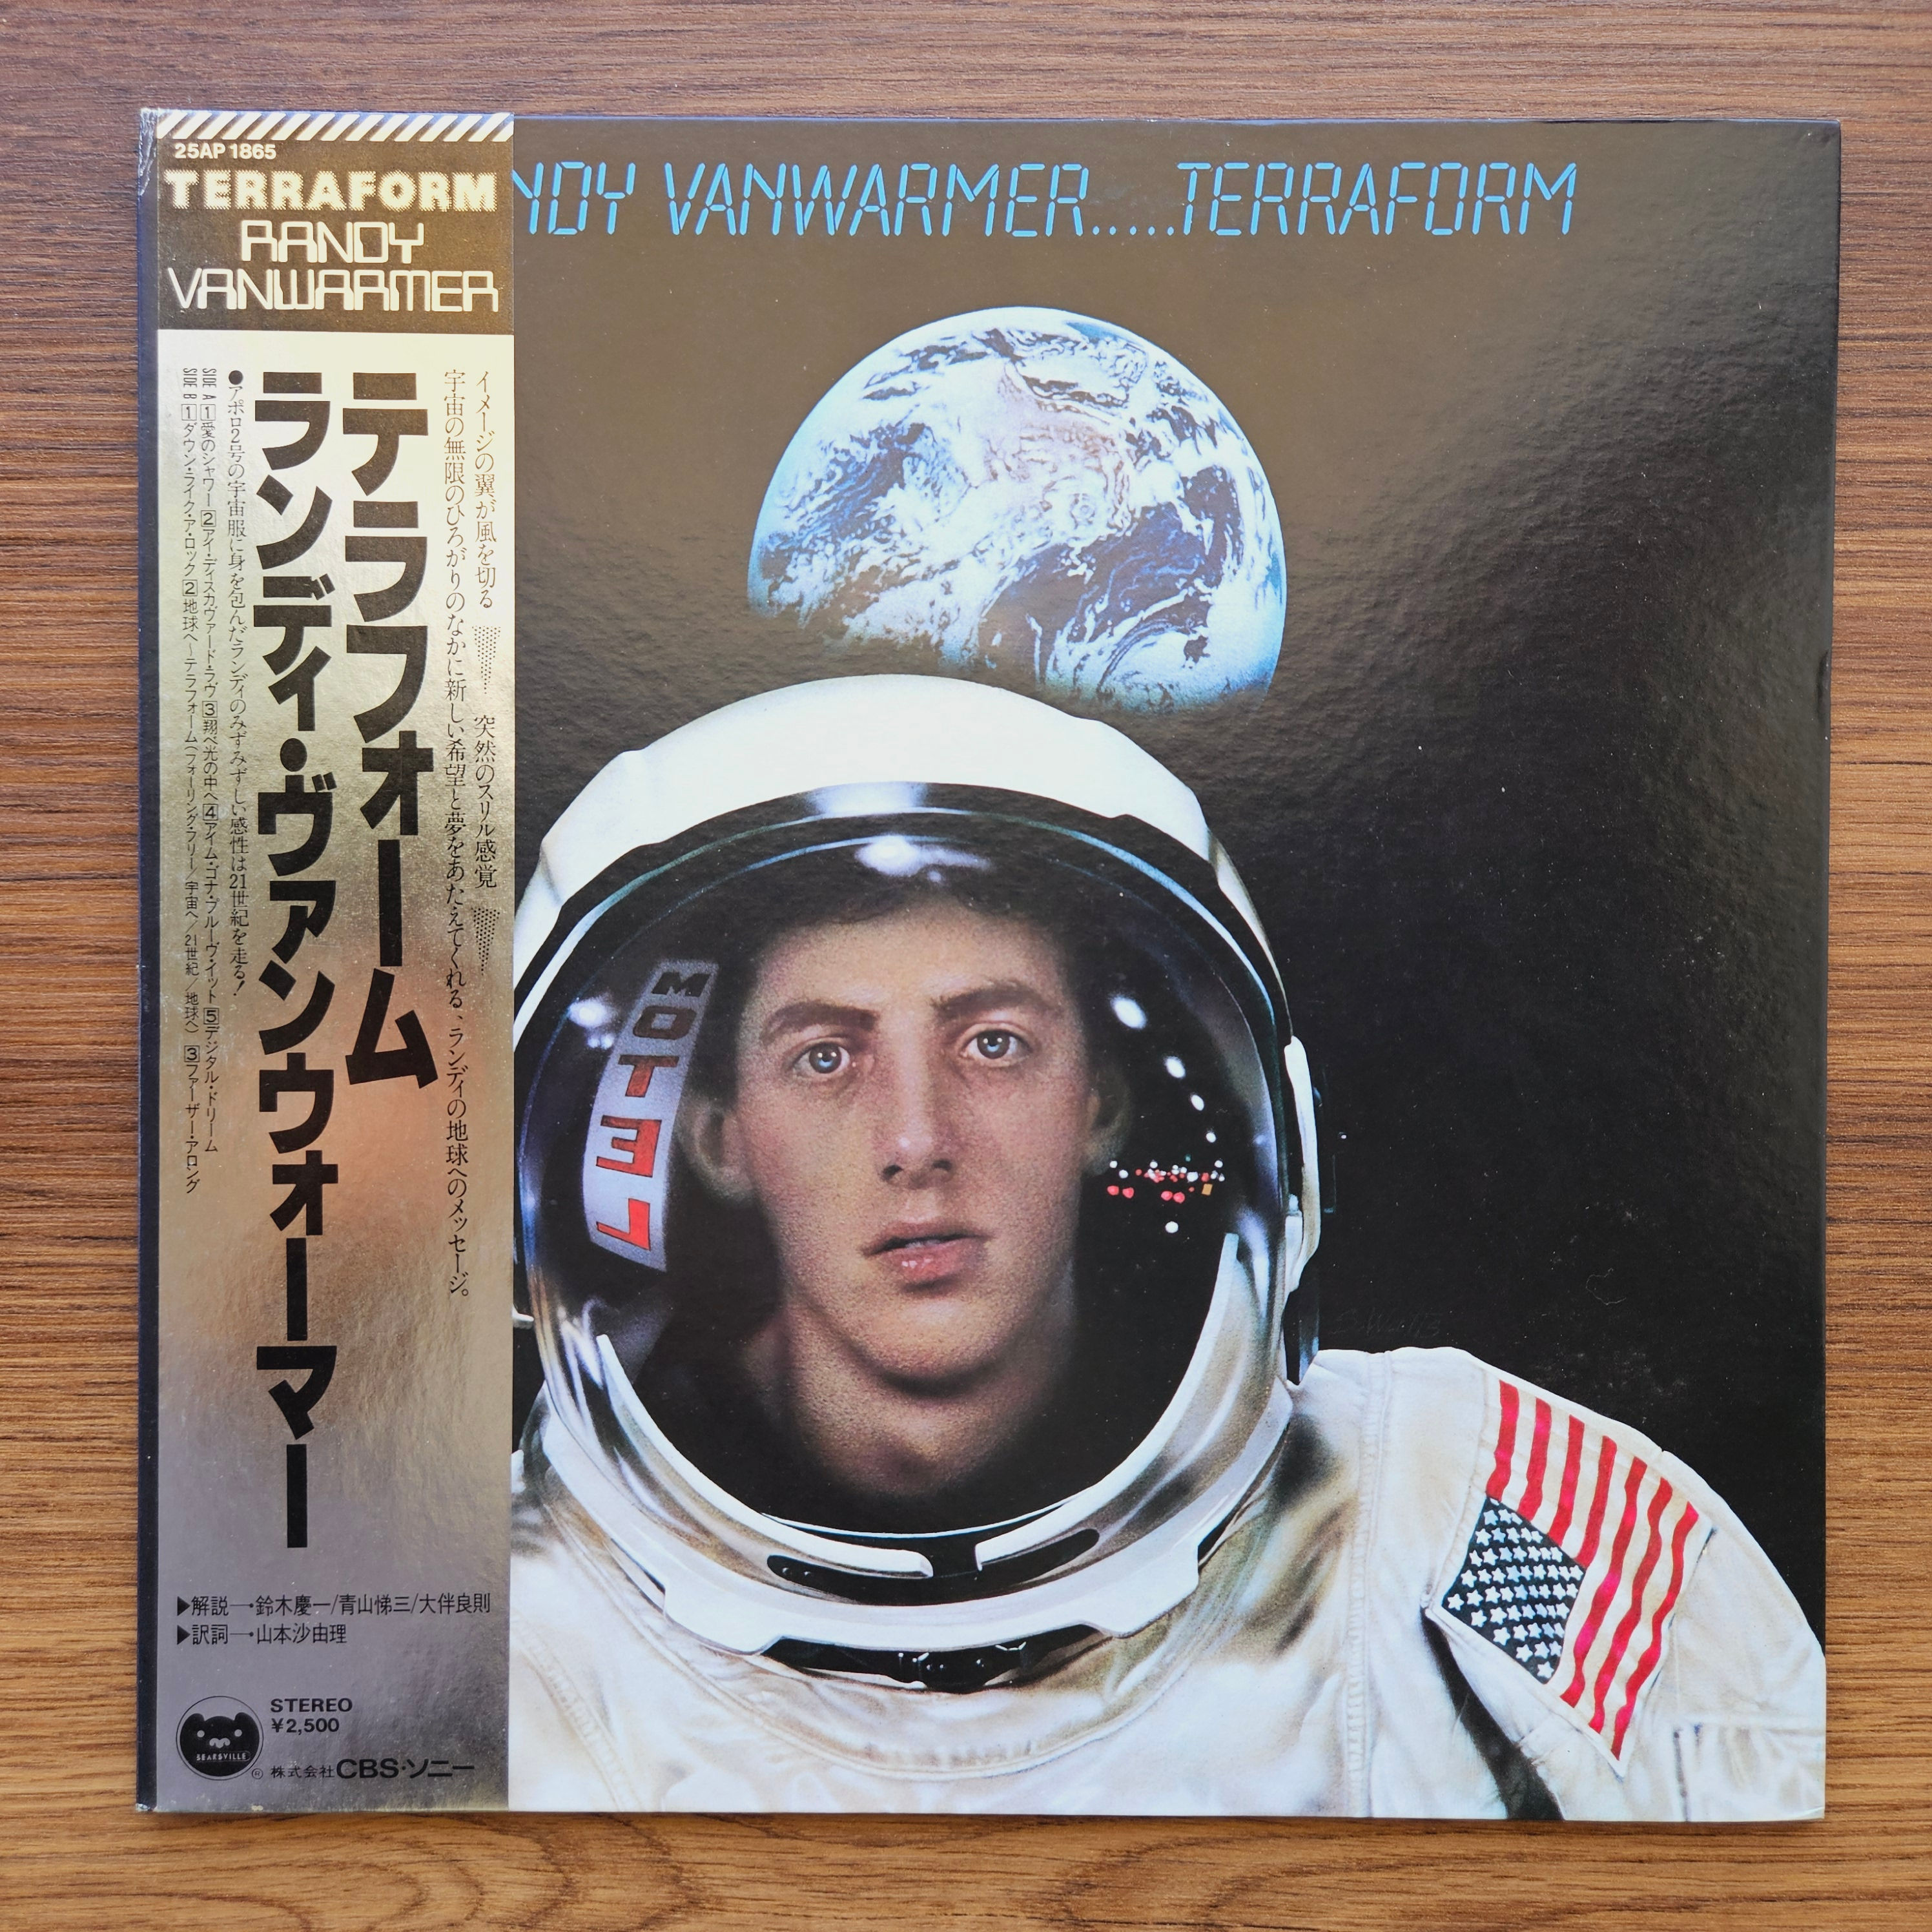 25AP 1865
TERRAFORM
RANDY
VANWARMER
NDY VANWARMER.....TERRAFORM
イメージの翼が風を切る 突然のスリル感覚
宇宙の無限のひろがりのなかに新しい希望と夢をあたえてくれる、ランディの地球へのメッセージ。
テラフォーム
ランディ・ヴァンウォーマー
●アポロ2号の宇宙服に身を包んだランディのみずみずしい感性は21世紀を走る!
SIDE A 1愛のシャワー 2アイ・ディスカヴァード・ラヴ 3翔べ光の中へ 4アイム・ゴナ・プルーヴ・イット 5デジタル・ドリーム
SIDE B 1ダウン・ライク・ア・ロック 2地球へ〜テラフォーム(フォーリング・フリー/宇宙へ/21世紀/地球へ) 3ファーザー・アロング
MOTEL
▶解説—・鈴木慶一/青山悌三/大伴良則
▶訳詞—・山本沙由理
BEARSVILLE
®
STEREO
¥2,500
株式会社CBS・ソニー